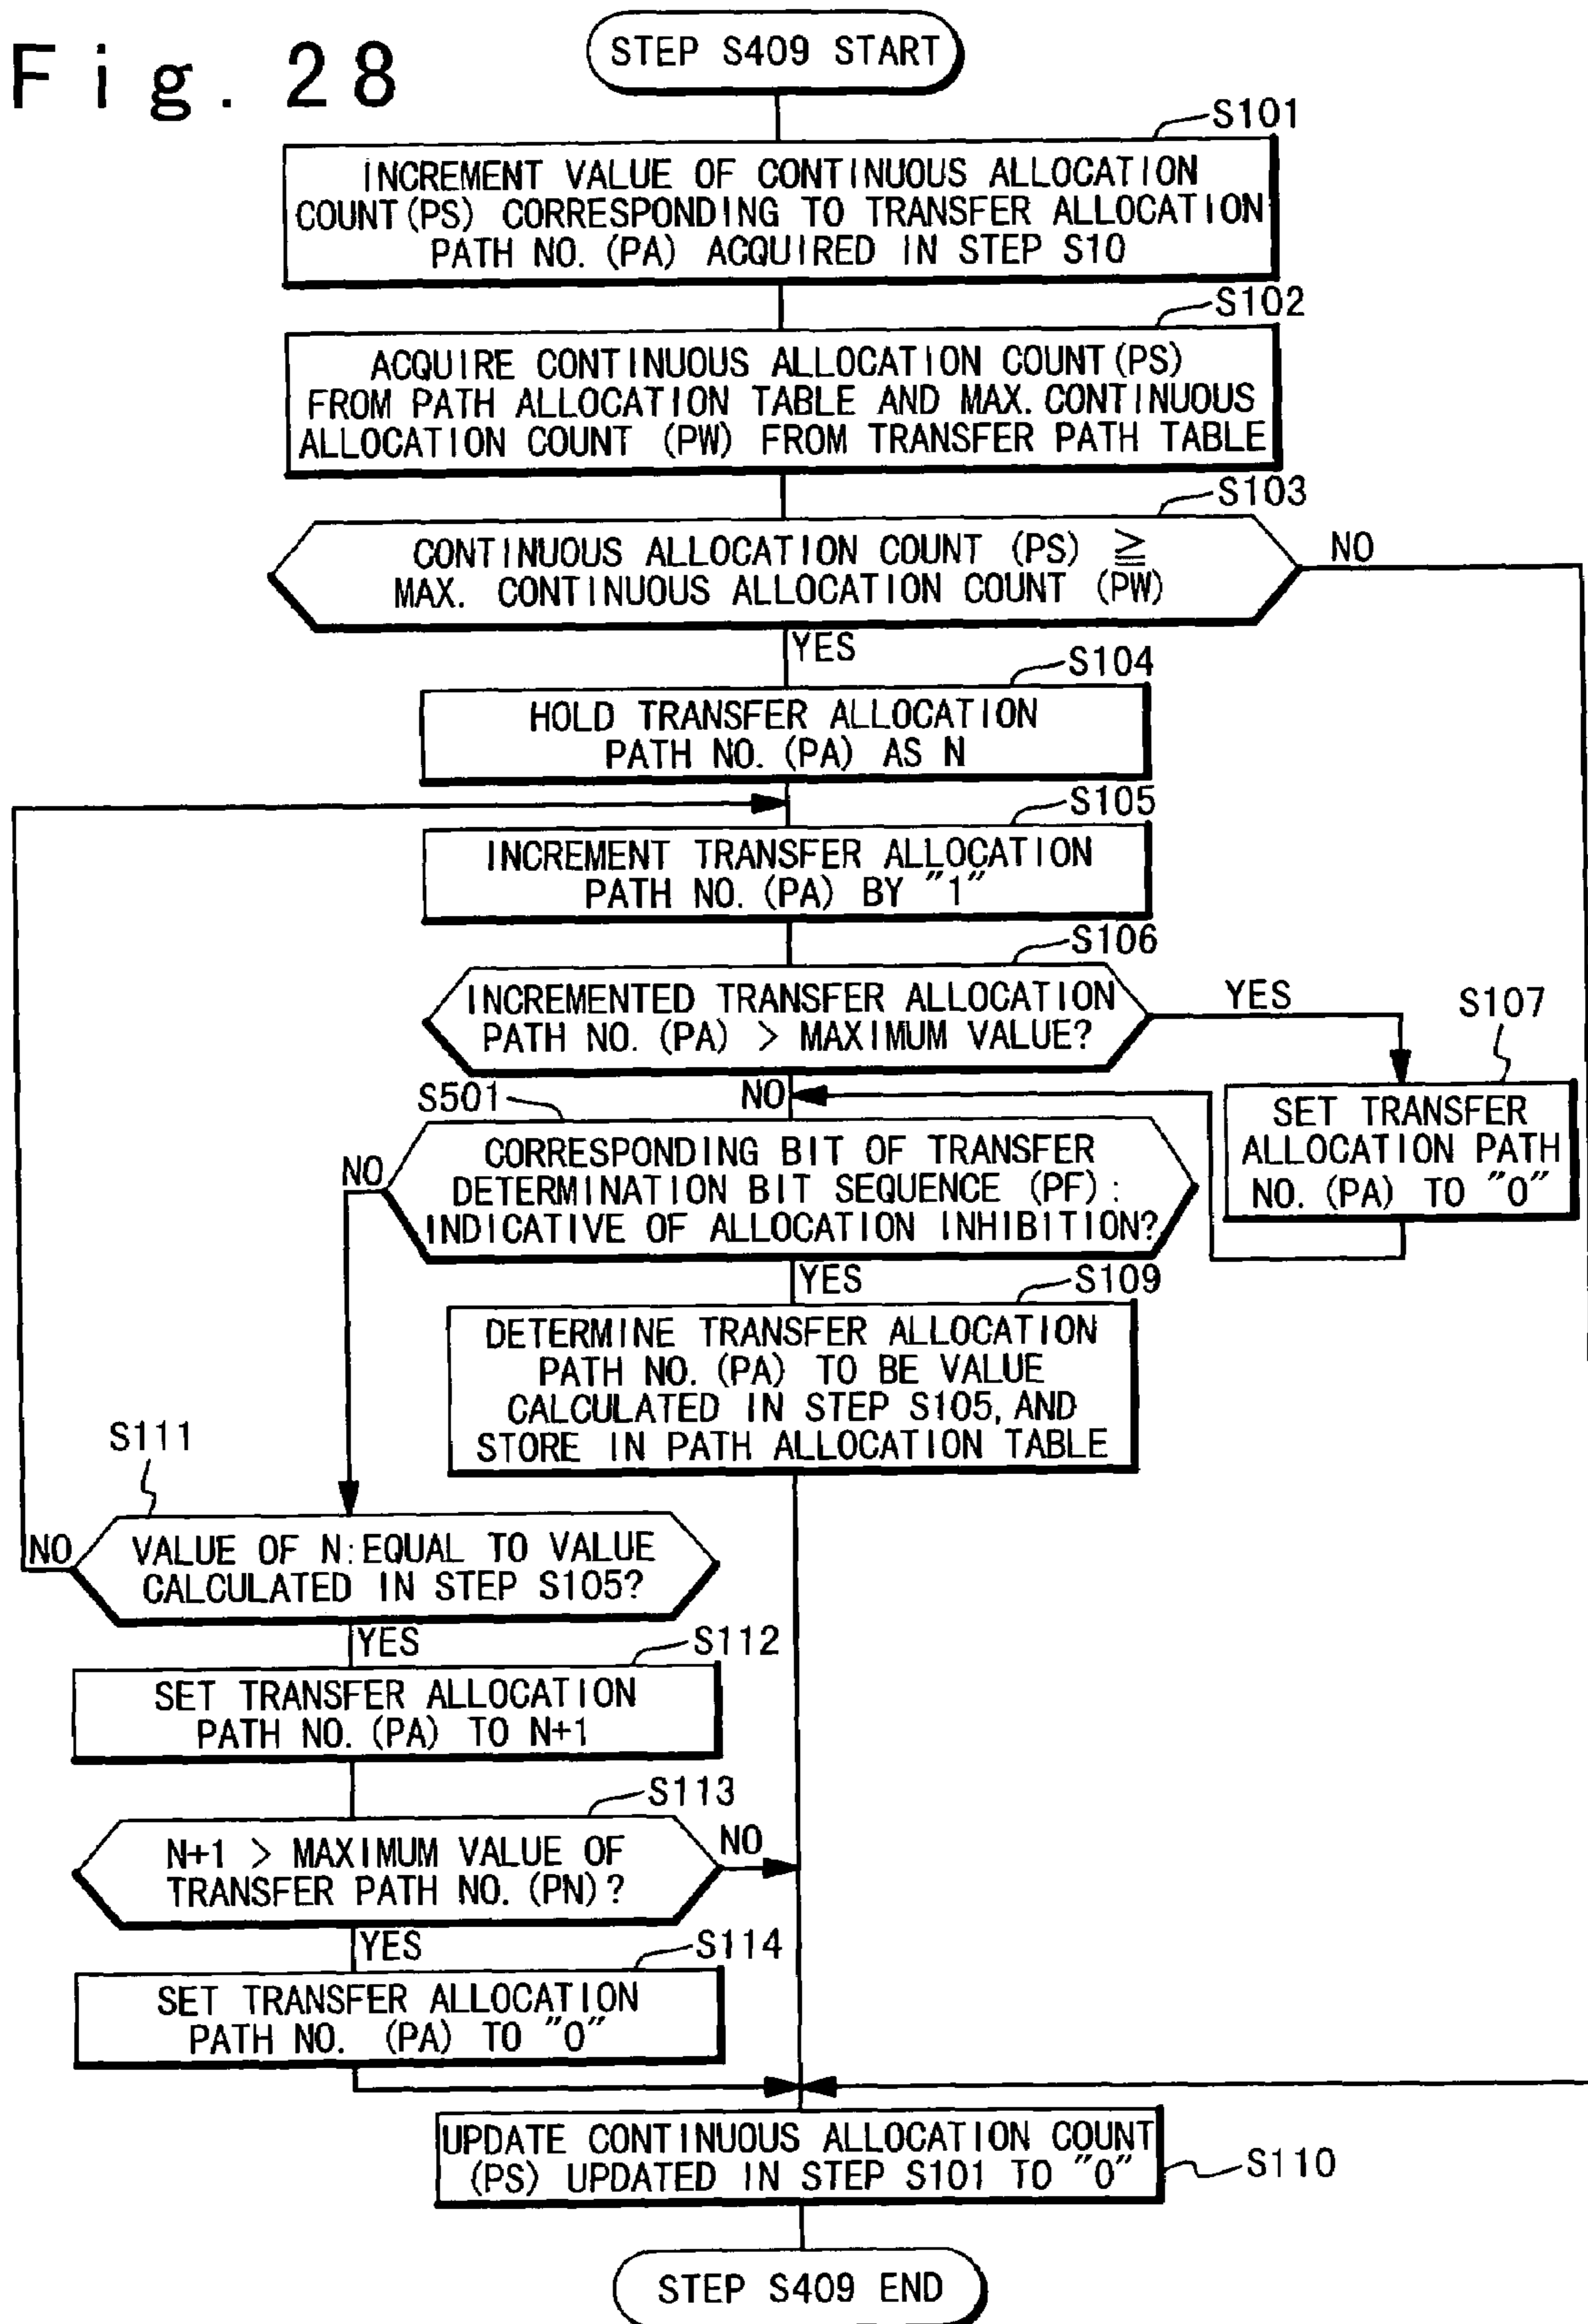 Fig. 28
STEP S409 START
S101
INCREMENT VALUE OF CONTINUOUS ALLOCATION
COUNT(PS) CORRESPONDING TO TRANSFER ALLOCATION
PATH NO. (PA) ACQUIRED IN STEP S10
S102
ACQUIRE CONTINUOUS ALLOCATION COUNT(PS)
FROM PATH ALLOCATION TABLE AND MAX. CONTINUOUS
ALLOCATION COUNT (PW) FROM TRANSFER PATH TABLE
S103
CONTINUOUS ALLOCATION COUNT (PS) ≧
MAX. CONTINUOUS ALLOCATION COUNT (PW)
NO
YES
S104
HOLD TRANSFER ALLOCATION
PATH NO. (PA) AS N
S105
INCREMENT TRANSFER ALLOCATION
PATH NO. (PA) BY "1"
S106
INCREMENTED TRANSFER ALLOCATION
PATH NO. (PA) > MAXIMUM VALUE?
YES
S107
NO
SET TRANSFER
ALLOCATION PATH
NO. (PA) TO "0"
S501
CORRESPONDING BIT OF TRANSFER
DETERMINATION BIT SEQUENCE (PF):
INDICATIVE OF ALLOCATION INHIBITION?
NO
YES
S109
DETERMINE TRANSFER ALLOCATION
PATH NO. (PA) TO BE VALUE
CALCULATED IN STEP S105, AND
STORE IN PATH ALLOCATION TABLE
S111
VALUE OF N:EQUAL TO VALUE
CALCULATED IN STEP S105?
NO
YES
S112
SET TRANSFER ALLOCATION
PATH NO. (PA) TO N+1
S113
N+1 > MAXIMUM VALUE OF
TRANSFER PATH NO. (PN)?
NO
YES
S114
SET TRANSFER ALLOCATION
PATH NO. (PA) TO "0"
UPDATE CONTINUOUS ALLOCATION COUNT
(PS) UPDATED IN STEP S101 TO "0"
S110
STEP S409 END